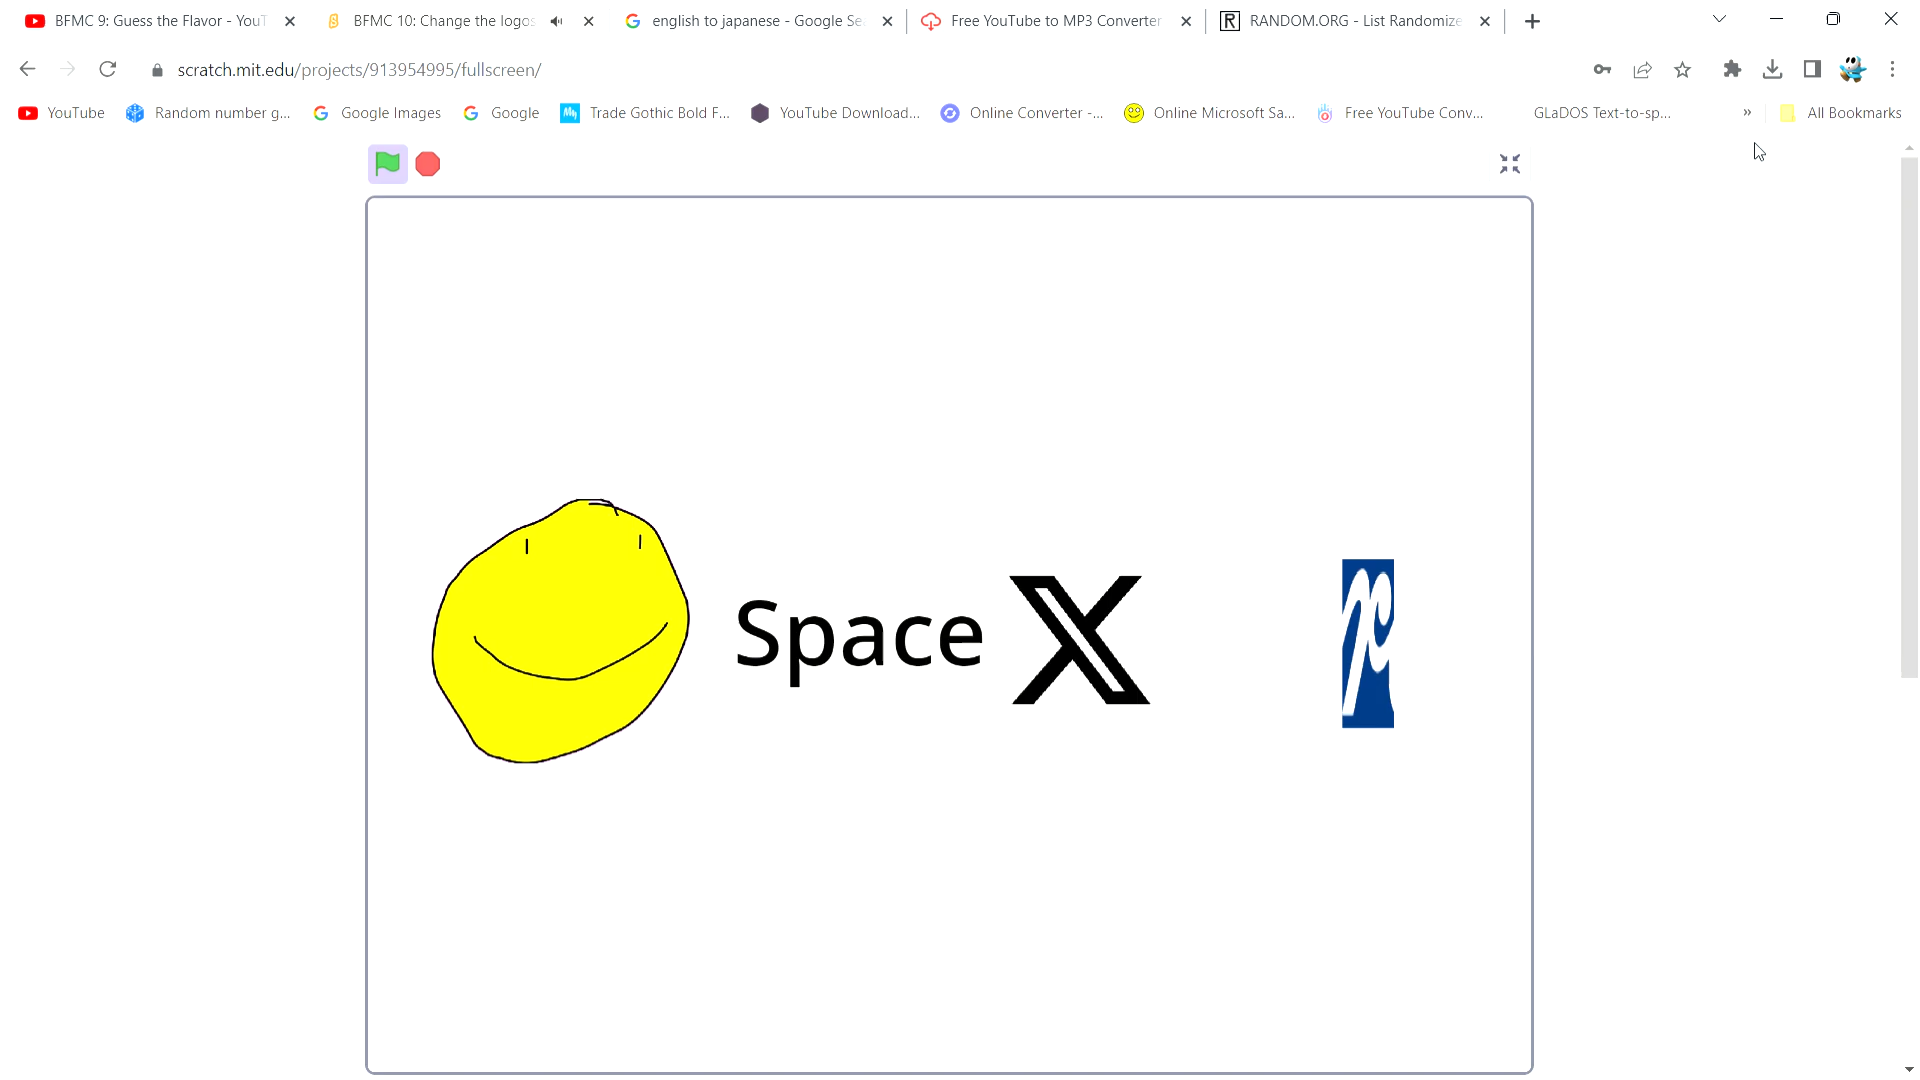 BFMC 9: Guess the Flavor - YouT
BFMC 10: Change the logos
english to japanese - Google Se
Free YouTube to MP3 Converter
RANDOM.ORG - List Randomize
scratch.mit.edu/projects/913954995/fullscreen/
YouTube
Random number g...
Google Images
Google
Trade Gothic Bold F...
YouTube Download...
Online Converter -...
Online Microsoft Sa...
Free YouTube Conv...
GLaDOS Text-to-sp...
»
All Bookmarks
Space X